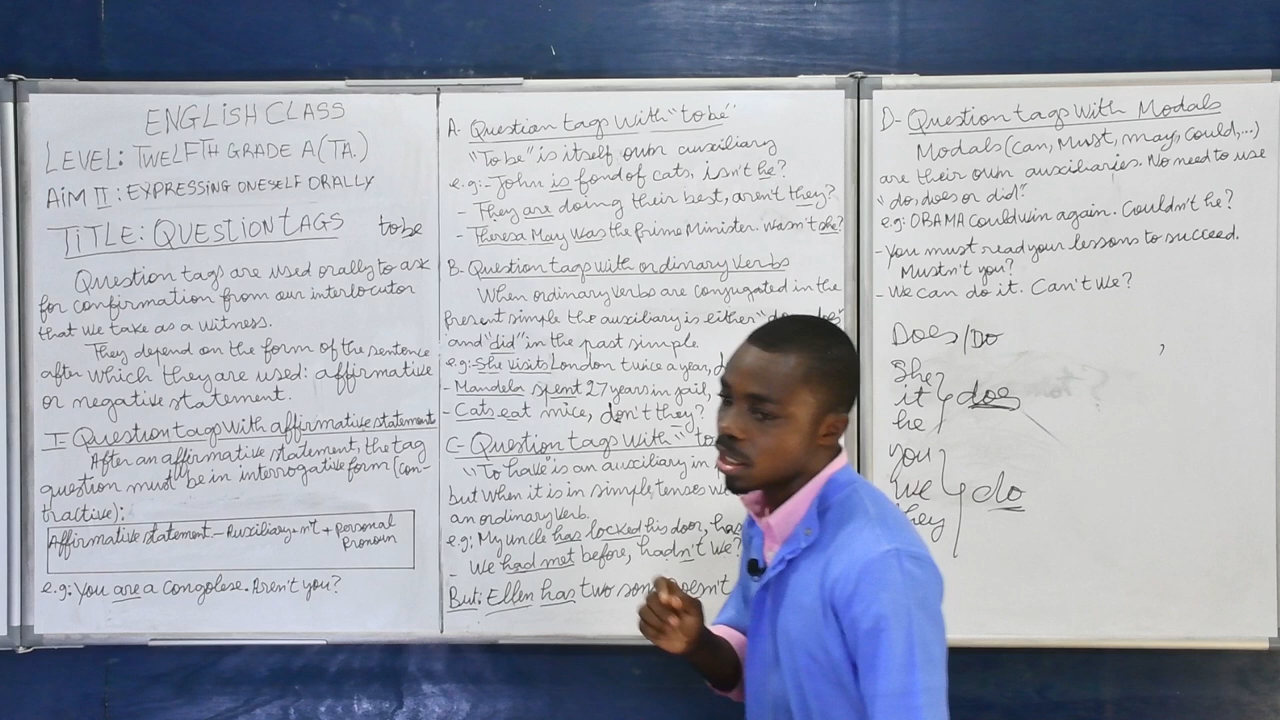 ENGLISH CLASS
LEVEL: TWELFTH GRADE A (TA.)
AIM II: EXPRESSING ONESELF ORALLY
TITLE: QUESTION TAGS
to be
Question tags are used orally to ask
for confirmation from our interlocutor
that we take as a witness.
They depend on the form of the sentence
after which they are used: affirmative
or negative statement.
I- Question tags with affirmative statement
After an affirmative statement, the tag
question must be in interrogative form (con-
tractive):
Affirmative statement - Auxiliary + n't + personal
pronoun
e.g: You are a Congolese. Aren't you?
A- Question tags with "to be"
"To be" is itself own auxiliary
e.g:- John is fond of cats, isn't he?
- They are doing their best, aren't they?
- Theresa May was the prime Minister. Wasn't she?
B- Question tags with ordinary verbs
When ordinary verbs are conjugated in the
present simple the auxiliary is either "do
and "did" in the past simple
e.g:- She visits London twice a year,
- Mandela spent 27 years in jail,
- Cats eat mice, don't they?
C- Question tags with "to
"To have" is an auxiliary in
but when it is in simple tenses we
an ordinary verb.
e.g: My uncle has locked his door, has
- We had met before, hadn't we?
But: Ellen has two son doesn't
D- Question tags with Modals
Modals (can, Must, may, could,...)
are their own auxiliaries. No need to use
"do, does or did".
e.g: OBAMA could win again. Couldn't he?
- You must read your lessons to succeed.
Mustn't you?
- We can do it. Can't we?
Does/Do
She
it
he
does
you
we
they
do